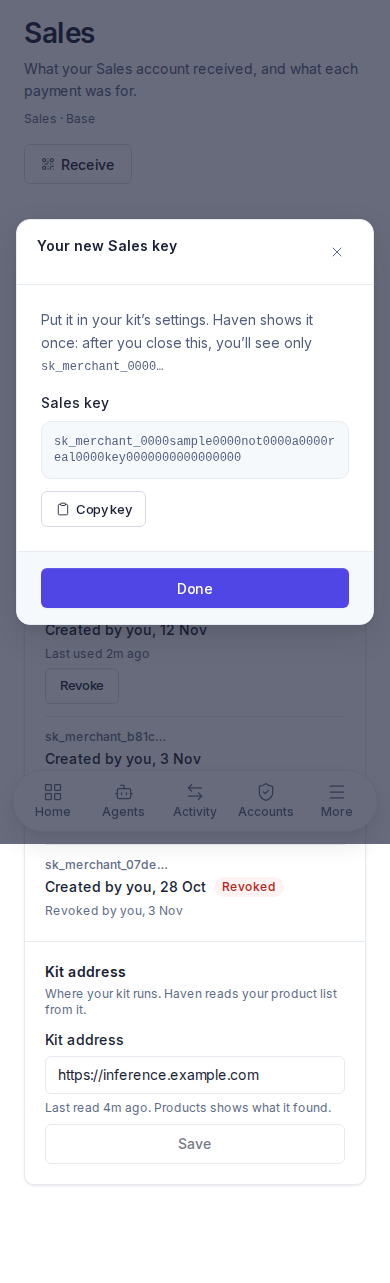 Sales
What your Sales account received, and what each
payment was for.
Sales · Base
Receive
Your new Sales key
Put it in your kit’s settings. Haven shows it
once: after you close this, you’ll see only
sk_merchant_0000…
Sales key
sk_merchant_0000sample0000not0000a0000r
eal0000key0000000000000000
Copy key
Done
Created by you, 12 Nov
Last used 2m ago
Revoke
sk_merchant_b81c…
Created by you, 3 Nov
Home
Agents
Activity
Accounts
More
sk_merchant_07de…
Created by you, 28 Oct Revoked
Revoked by you, 3 Nov
Kit address
Where your kit runs. Haven reads your product list
from it.
Kit address
https://inference.example.com
Last read 4m ago. Products shows what it found.
Save